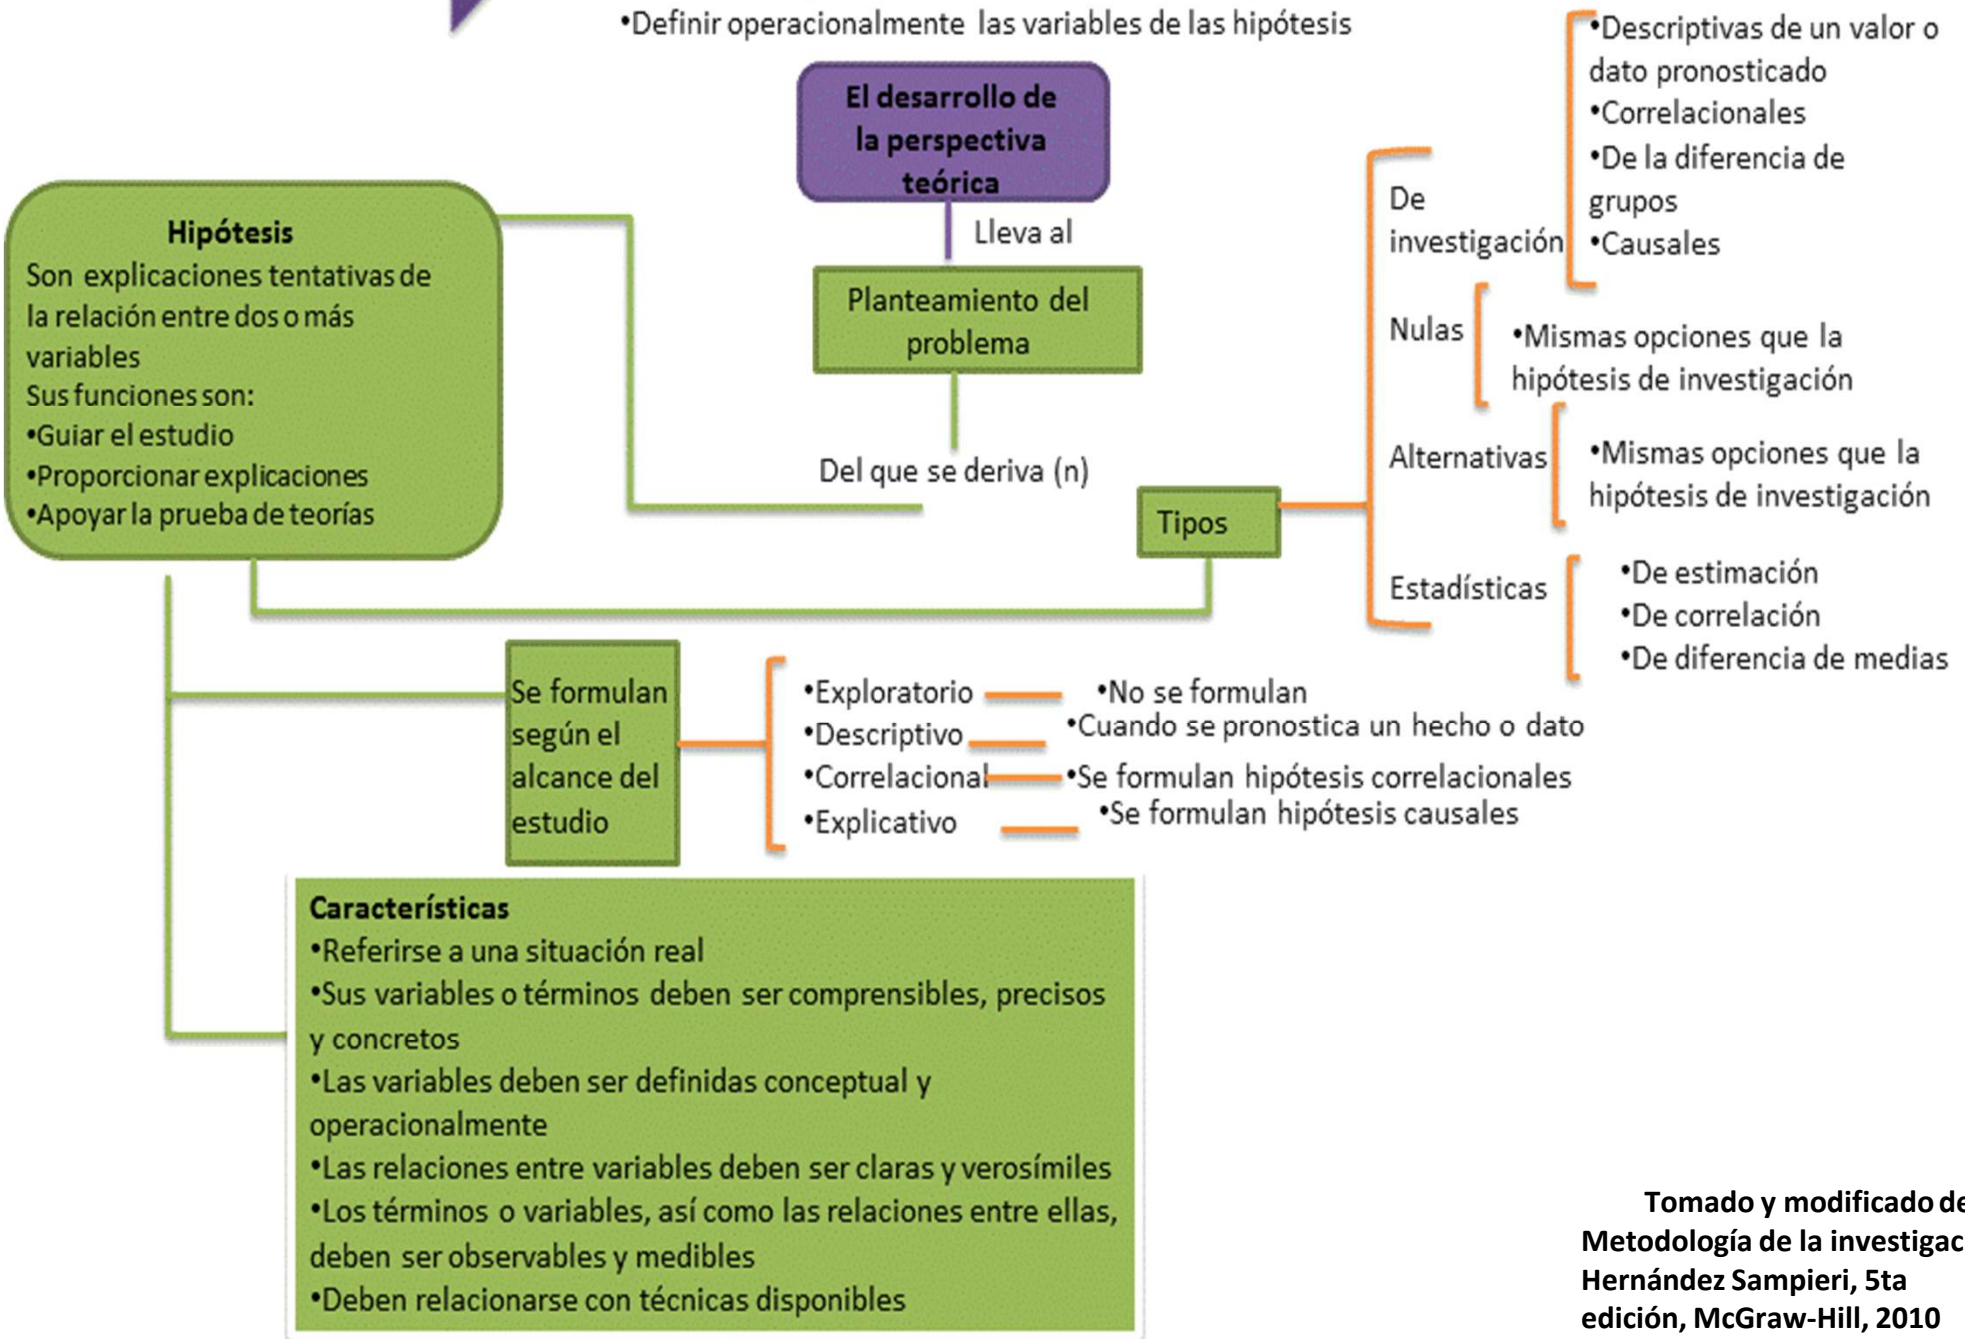 •Definir operacionalmente las variables de las hipótesis
El desarrollo de
la perspectiva
teórica
Lleva al
Planteamiento del
problema
Del que se deriva (n)
Hipótesis
Son explicaciones tentativas de
la relación entre dos o más
variables
Sus funciones son:
•Guiar el estudio
•Proporcionar explicaciones
•Apoyar la prueba de teorías
Tipos
De
investigación
•Descriptivas de un valor o
dato pronosticado
•Correlacionales
•De la diferencia de
grupos
•Causales
Nulas
•Mismas opciones que la
hipótesis de investigación
Alternativas
•Mismas opciones que la
hipótesis de investigación
Estadísticas
•De estimación
•De correlación
•De diferencia de medias
Se formulan
según el
alcance del
estudio
•Exploratorio
•No se formulan
•Descriptivo
•Cuando se pronostica un hecho o dato
•Correlacional
•Se formulan hipótesis correlacionales
•Explicativo
•Se formulan hipótesis causales
Características
•Referirse a una situación real
•Sus variables o términos deben ser comprensibles, precisos
y concretos
•Las variables deben ser definidas conceptual y
operacionalmente
•Las relaciones entre variables deben ser claras y verosímiles
•Los términos o variables, así como las relaciones entre ellas,
deben ser observables y medibles
•Deben relacionarse con técnicas disponibles
Tomado y modificado de
Metodología de la investigac
Hernández Sampieri, 5ta
edición, McGraw-Hill, 2010